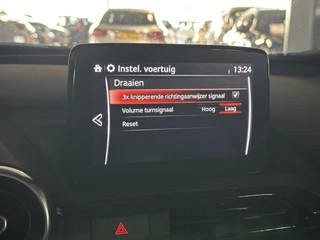 Instel. voertuig 13:24
Draaien
3x knipperende richtingaanwijzer signaal
Volume turnsignaal Hoog Laag
Reset